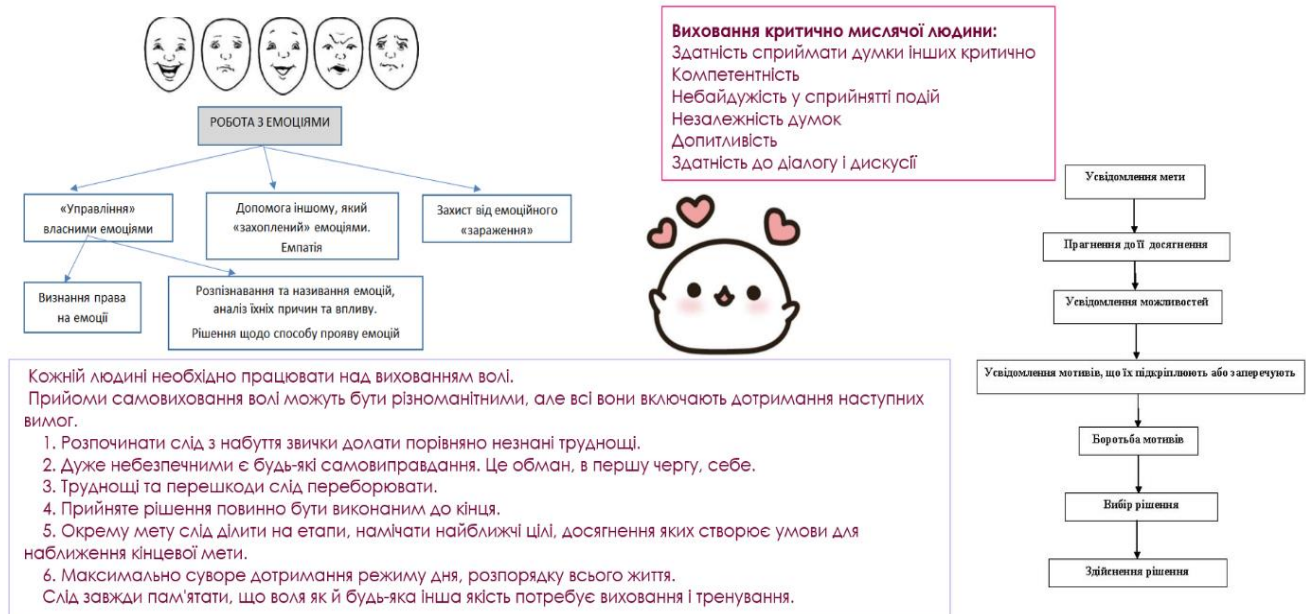 РОБОТА З ЕМОЦІЯМИ
«Управління»
власними емоціями
Допомога іншому, який
«захоплений» емоціями.
Емпатія
Захист від емоційного
«зараження»
Визнання права
на емоції
Розпізнавання та називання емоцій,
аналіз їхніх причин та впливу.
Рішення щодо способу прояву емоцій
Виховання критично мислячої людини:
Здатність сприймати думки інших критично
Компетентність
Небайдужість у сприйнятті подій
Незалежність думок
Допитливість
Здатність до діалогу і дискусії
Усвідомлення мети
Прагнення до її досягнення
Усвідомлення можливостей
Усвідомлення мотивів, що їх підкріплюють або заперечують
Боротьба мотивів
Вибір рішення
Здійснення рішення
Кожній людині необхідно працювати над вихованням волі.
Прийоми самовиховання волі можуть бути різноманітними, але всі вони включають дотримання наступних
вимог.
1. Розпочинати слід з набуття звички долати порівняно незнані труднощі.
2. Дуже небезпечними є будь-які самовиправдання. Це обман, в першу чергу, себе.
3. Труднощі та перешкоди слід переборювати.
4. Прийняте рішення повинно бути виконаним до кінця.
5. Окрему мету слід ділити на етапи, намічати найближчі цілі, досягнення яких створює умови для
наближення кінцевої мети.
6. Максимально суворе дотримання режиму дня, розпорядку всього життя.
Слід завжди пам'ятати, що воля як й будь-яка інша якість потребує виховання і тренування.